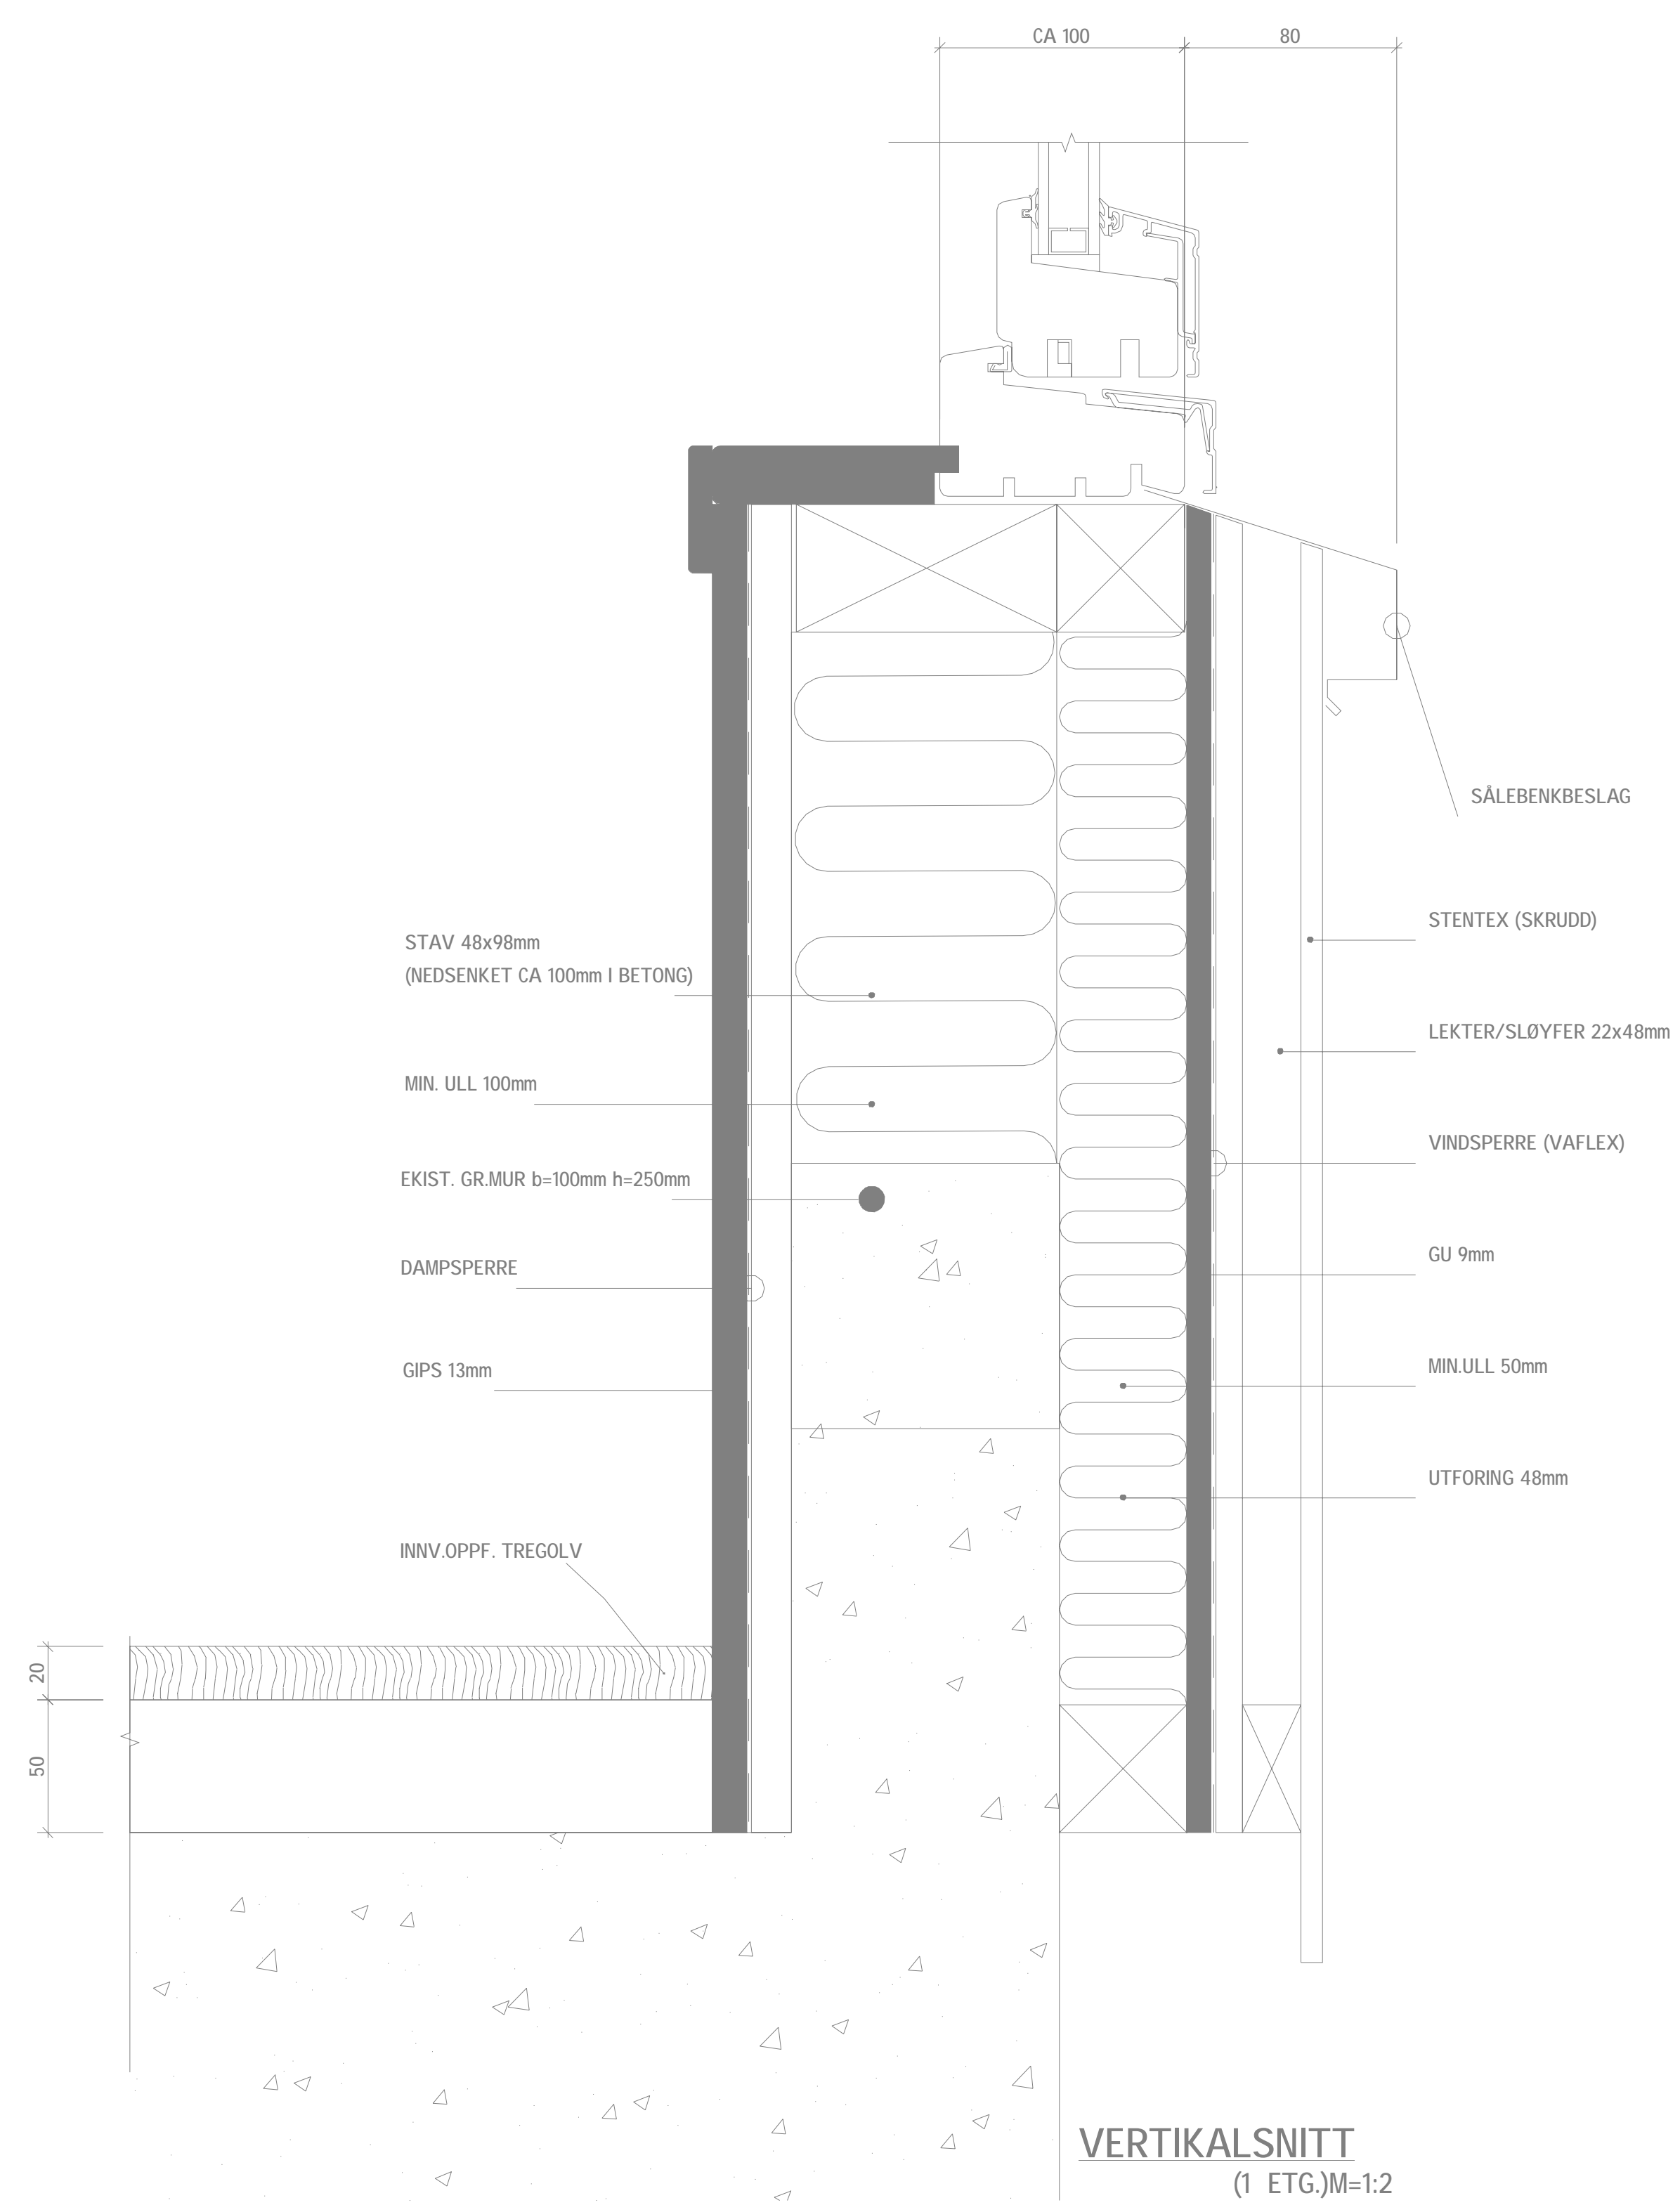 CA 100
80
SÅLEBENKBESLAG
STENTEX (SKRUDD)
STAV 48x98mm
(NEDSENKET CA 100mm I BETONG)
LEKTER/SLØYFER 22x48mm
MIN. ULL 100mm
VINDSPERRE (VAFLEX)
EKIST. GR.MUR b=100mm h=250mm
GU 9mm
DAMPSPERRE
MIN.ULL 50mm
GIPS 13mm
UTFORING 48mm
INNV.OPPF. TREGOLV
20
50
VERTIKALSNITT
(1 ETG.)M=1:2